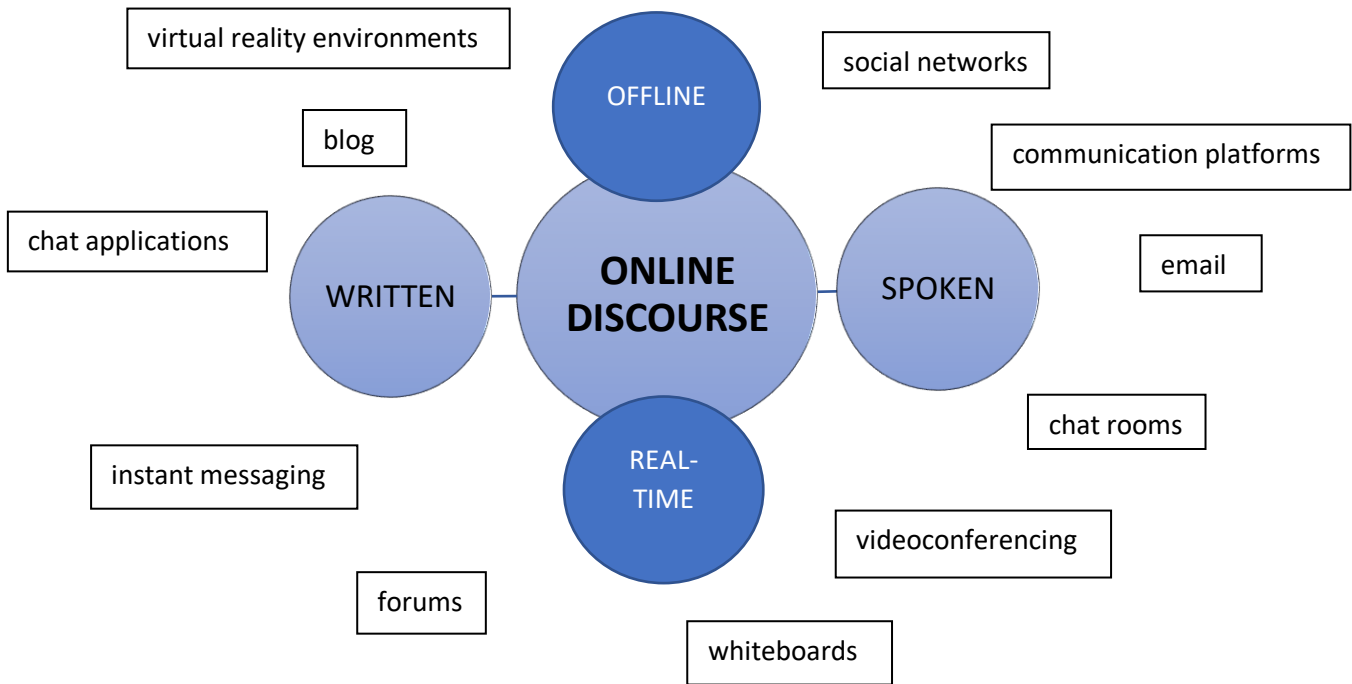 virtual reality environments
OFFLINE
social networks
blog
communication platforms
chat applications
WRITTEN
ONLINE
DISCOURSE
SPOKEN
email
chat rooms
instant messaging
REAL-
TIME
videoconferencing
forums
whiteboards